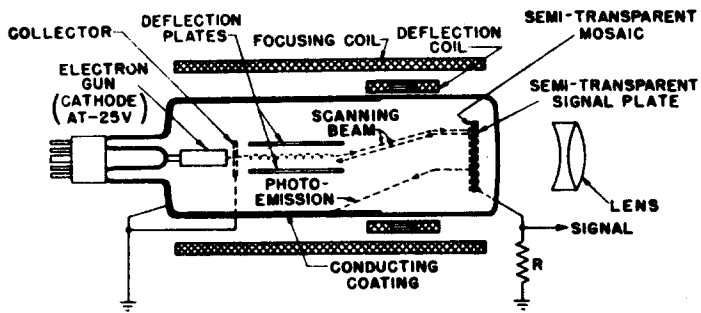 COLLECTOR
DEFLECTION
PLATES
FOCUSING COIL
DEFLECTION
COIL
SEMI-TRANSPARENT
MOSAIC
ELECTRON
GUN
(CATHODE)
AT-25V
SCANNING
BEAM
SEMI-TRANSPARENT
SIGNAL PLATE
PHOTO-
EMISSION
LENS
SIGNAL
R
CONDUCTING
COATING